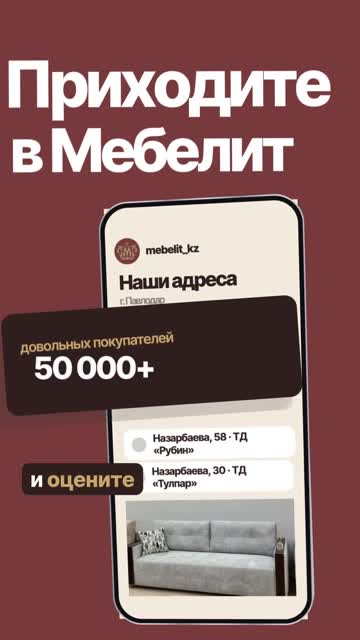 Приходите
в Мебелит
mebelit_kz
Наши адреса
г. Павлодар
довольных покупателей
50 000+
Назарбаева, 58 · ТД
«Рубин»
и оцените
Назарбаева, 30 · ТД
«Тулпар»